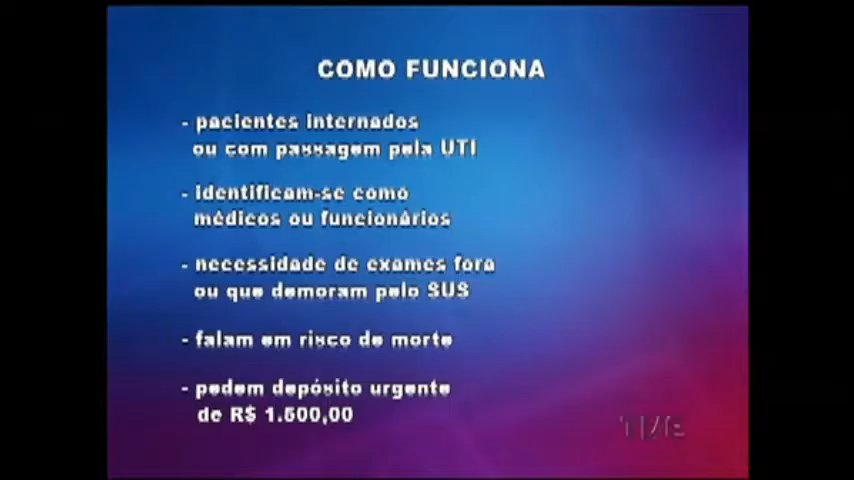 COMO FUNCIONA
- pacientes internados
ou com passagem pela UTI
- identificam-se como
médicos ou funcionários
- necessidade de exames fora
ou que demoram pelo SUS
- falam em risco de morte
- pedem depósito urgente
de R$ 1.500,00
TVE